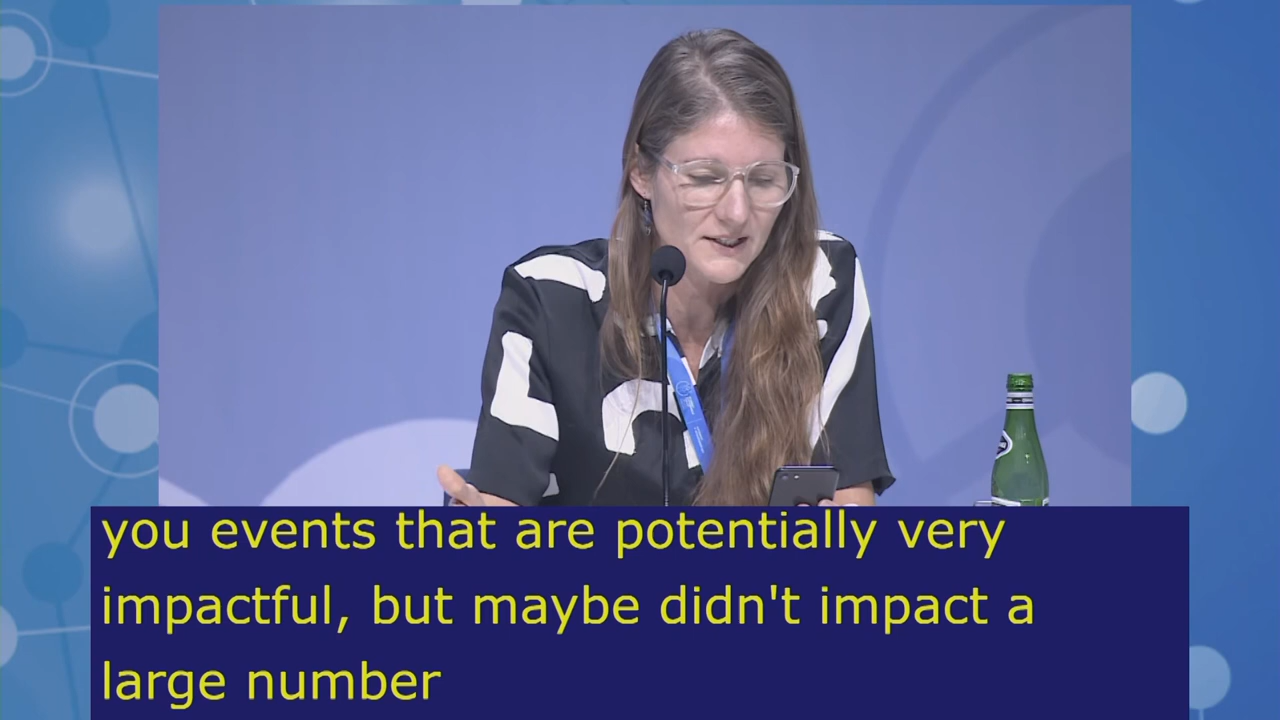 you events that are potentially very
impactful, but maybe didn't impact a
large number